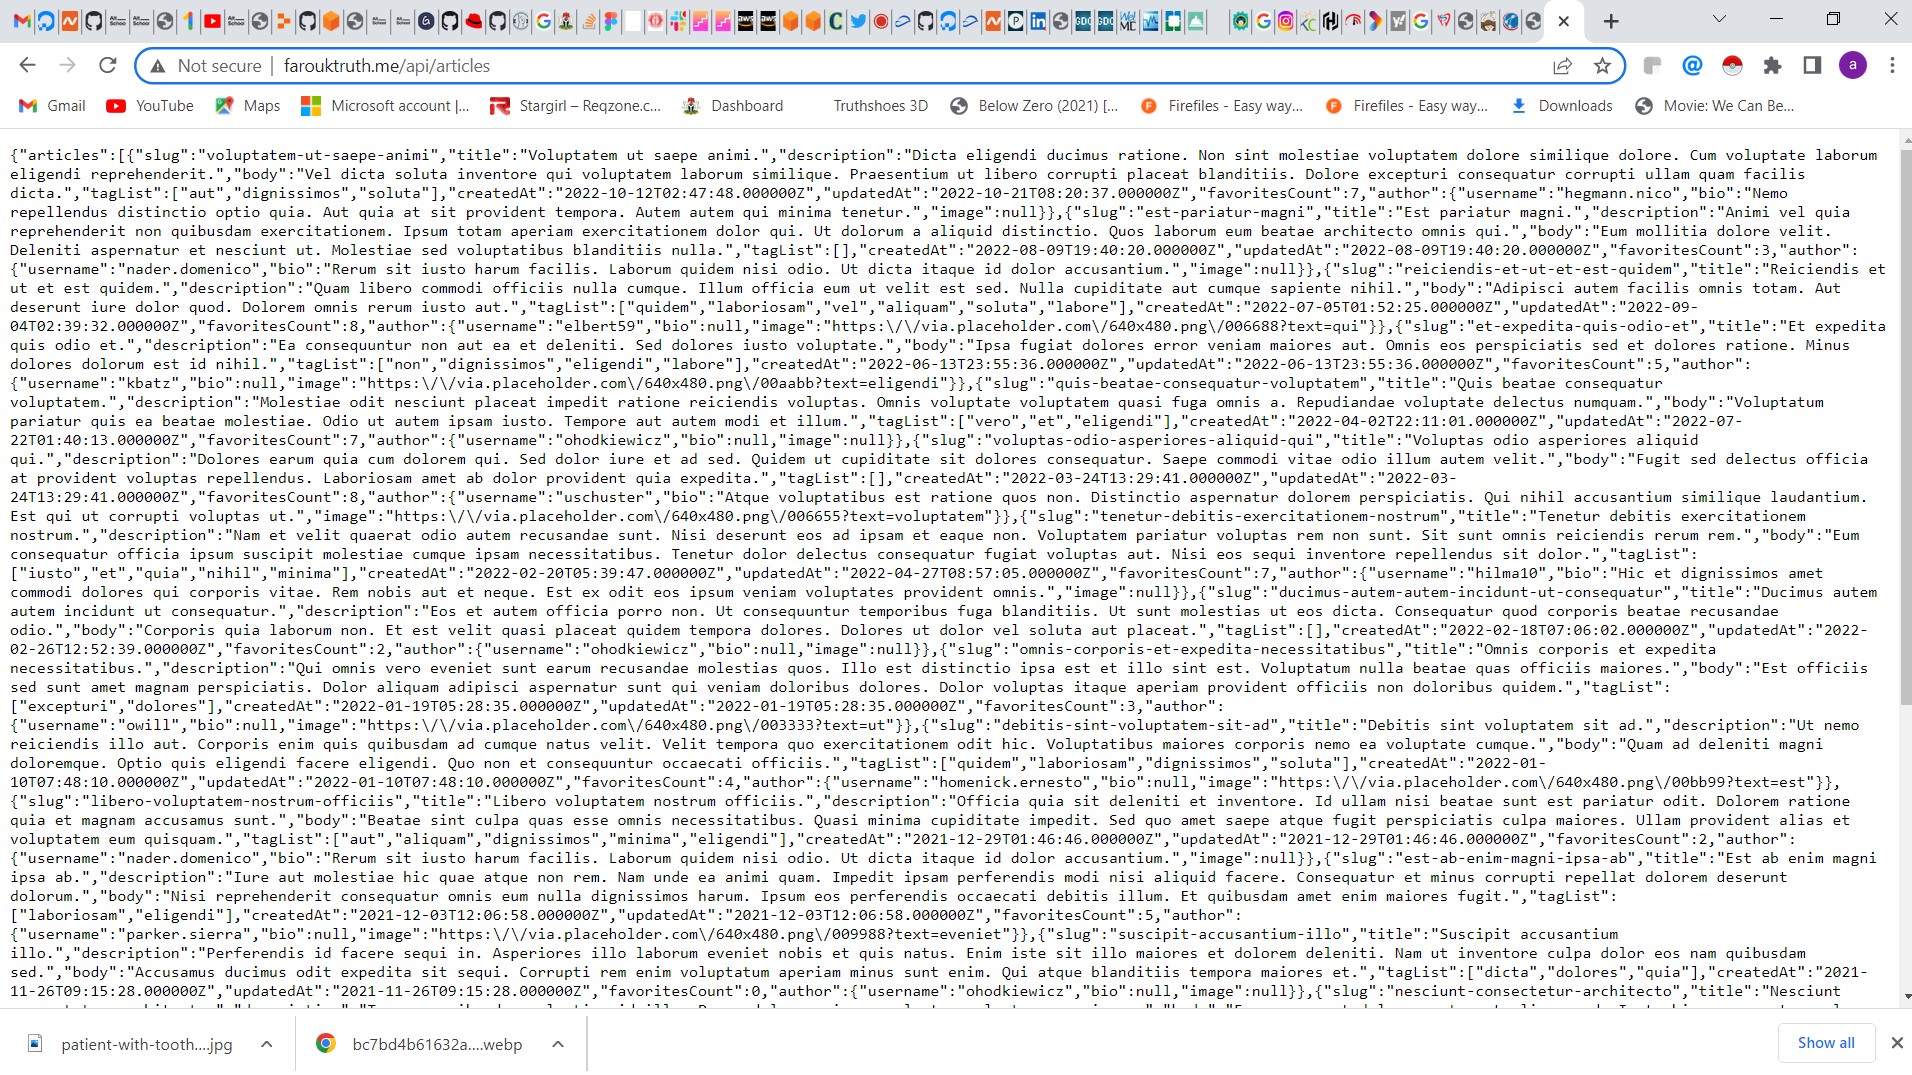 Not secure | farouktruth.me/api/articles
a
Gmail YouTube Maps Microsoft account |... Stargirl – Reqzone.c... Dashboard Truthshoes 3D Below Zero (2021) [... Firefiles - Easy way... Firefiles - Easy way... Downloads Movie: We Can Be...
{"articles":[{"slug":"voluptatem-ut-saepe-animi","title":"Voluptatem ut saepe animi.","description":"Dicta eligendi ducimus ratione. Non sint molestiae voluptatem dolore similique dolore. Cum voluptate laborum
eligendi reprehenderit.","body":"Vel dicta soluta inventore qui voluptatem laborum similique. Praesentium ut libero corrupti placeat blanditiis. Dolore excepturi consequatur corrupti ullam quam facilis
dicta.","tagList":["aut","dignissimos","soluta"],"createdAt":"2022-10-12T02:47:48.000000Z","updatedAt":"2022-10-21T08:20:37.000000Z","favoritesCount":7,"author":{"username":"hegmann.nico","bio":"Nemo
repellendus distinctio optio quia. Aut quia at sit provident tempora. Autem autem qui minima tenetur.","image":null}},{"slug":"est-pariatur-magni","title":"Est pariatur magni.","description":"Animi vel quia
reprehenderit non quibusdam exercitationem. Ipsum totam aperiam exercitationem dolor qui. Ut dolorum a aliquid distinctio. Quos laborum eum beatae architecto omnis qui.","body":"Eum mollitia dolore velit.
Deleniti aspernatur et nesciunt ut. Molestiae sed voluptatibus blanditiis nulla.","tagList":[],"createdAt":"2022-08-09T19:40:20.000000Z","updatedAt":"2022-08-09T19:40:20.000000Z","favoritesCount":3,"author":
{"username":"nader.domenico","bio":"Rerum sit iusto harum facilis. Laborum quidem nisi odio. Ut dicta itaque id dolor accusantium.","image":null}},{"slug":"reiciendis-et-ut-et-est-quidem","title":"Reiciendis et
ut et est quidem.","description":"Quam libero commodi officiis nulla cumque. Illum officia eum ut velit est sed. Nulla cupiditate aut cumque sapiente nihil.","body":"Adipisci autem facilis omnis totam. Aut
deserunt iure dolor quod. Dolorem omnis rerum iusto aut.","tagList":["quidem","laboriosam","vel","aliquam","soluta","labore"],"createdAt":"2022-07-05T01:52:25.000000Z","updatedAt":"2022-09-
04T02:39:32.000000Z","favoritesCount":8,"author":{"username":"elbert59","bio":null,"image":"https:\/\/via.placeholder.com\/640x480.png\/006688?text=qui"}},{"slug":"et-expedita-quis-odio-et","title":"Et expedita
quis odio et.","description":"Ea consequuntur non aut ea et deleniti. Sed dolores iusto voluptate.","body":"Ipsa fugiat dolores error veniam maiores aut. Omnis eos perspiciatis sed et dolores ratione. Minus
dolores dolorum est id nihil.","tagList":["non","dignissimos","eligendi","labore"],"createdAt":"2022-06-13T23:55:36.000000Z","updatedAt":"2022-06-13T23:55:36.000000Z","favoritesCount":5,"author":
{"username":"kbatz","bio":null,"image":"https:\/\/via.placeholder.com\/640x480.png\/00aabb?text=eligendi"}},{"slug":"quis-beatae-consequatur-voluptatem","title":"Quis beatae consequatur
voluptatem.","description":"Molestiae odit nesciunt placeat impedit ratione reiciendis voluptas. Omnis voluptate voluptatem quasi fuga omnis a. Repudiandae voluptate delectus numquam.","body":"Voluptatum
pariatur quis ea beatae molestiae. Odio ut autem ipsam iusto. Tempore aut autem modi et illum.","tagList":["vero","et","eligendi"],"createdAt":"2022-04-02T22:11:01.000000Z","updatedAt":"2022-07-
22T01:40:13.000000Z","favoritesCount":7,"author":{"username":"ohodkiewicz","bio":null,"image":null}},{"slug":"voluptas-odio-asperiores-aliquid-qui","title":"Voluptas odio asperiores aliquid
qui.","description":"Dolores earum quia cum dolorem qui. Sed dolor iure et ad sed. Quidem ut cupiditate sit dolores consequatur. Saepe commodi vitae odio illum autem velit.","body":"Fugit sed delectus officia
at provident voluptas repellendus. Laboriosam amet ab dolor provident quia expedita.","tagList":[],"createdAt":"2022-03-24T13:29:41.000000Z","updatedAt":"2022-03-
24T13:29:41.000000Z","favoritesCount":8,"author":{"username":"uschuster","bio":"Atque voluptatibus est ratione quos non. Distinctio aspernatur dolorem perspiciatis. Qui nihil accusantium similique laudantium.
Est qui ut corrupti voluptas ut.","image":"https:\/\/via.placeholder.com\/640x480.png\/006655?text=voluptatem"}},{"slug":"tenetur-debitis-exercitationem-nostrum","title":"Tenetur debitis exercitationem
nostrum.","description":"Nam et velit quaerat odio autem recusandae sunt. Nisi deserunt eos ad ipsam et eaque non. Voluptatem pariatur voluptas rem non sunt. Sit sunt omnis reiciendis rerum rem.","body":"Eum
consequatur officia ipsum suscipit molestiae cumque ipsam necessitatibus. Tenetur dolor delectus consequatur fugiat voluptas aut. Nisi eos sequi inventore repellendus sit dolor.","tagList":
["iusto","et","quia","nihil","minima"],"createdAt":"2022-02-20T05:39:47.000000Z","updatedAt":"2022-04-27T08:57:05.000000Z","favoritesCount":7,"author":{"username":"hilma10","bio":"Hic et dignissimos amet
commodi dolores qui corporis vitae. Rem nobis aut et neque. Est ex odit eos ipsum veniam voluptates provident omnis.","image":null}},{"slug":"ducimus-autem-autem-incidunt-ut-consequatur","title":"Ducimus autem
autem incidunt ut consequatur.","description":"Eos et autem officia porro non. Ut consequuntur temporibus fuga blanditiis. Ut sunt molestias ut eos dicta. Consequatur quod corporis beatae recusandae
odio.","body":"Corporis quia laborum non. Et est velit quasi placeat quidem tempora dolores. Dolores ut dolor vel soluta aut placeat.","tagList":[],"createdAt":"2022-02-18T07:06:02.000000Z","updatedAt":"2022-
02-26T12:52:39.000000Z","favoritesCount":2,"author":{"username":"ohodkiewicz","bio":null,"image":null}},{"slug":"omnis-corporis-et-expedita-necessitatibus","title":"Omnis corporis et expedita
necessitatibus.","description":"Qui omnis vero eveniet sunt earum recusandae molestias quos. Illo est distinctio ipsa est et illo sint est. Voluptatum nulla beatae quas officiis maiores.","body":"Est officiis
sed sunt amet magnam perspiciatis. Dolor aliquam adipisci aspernatur sunt qui veniam doloribus dolores. Dolor voluptas itaque aperiam provident officiis non doloribus quidem.","tagList":
["excepturi","dolores"],"createdAt":"2022-01-19T05:28:35.000000Z","updatedAt":"2022-01-19T05:28:35.000000Z","favoritesCount":3,"author":
{"username":"owill","bio":null,"image":"https:\/\/via.placeholder.com\/640x480.png\/003333?text=ut"}},{"slug":"debitis-sint-voluptatem-sit-ad","title":"Debitis sint voluptatem sit ad.","description":"Ut nemo
reiciendis illo aut. Corporis enim quis quibusdam ad cumque natus velit. Velit tempora quo exercitationem odit hic. Voluptatibus maiores corporis nemo ea voluptate cumque.","body":"Quam ad deleniti magni
doloremque. Optio quis eligendi facere eligendi. Quo non et consequuntur occaecati officiis.","tagList":["quidem","laboriosam","dignissimos","soluta"],"createdAt":"2022-01-
10T07:48:10.000000Z","updatedAt":"2022-01-10T07:48:10.000000Z","favoritesCount":4,"author":{"username":"homenick.ernesto","bio":null,"image":"https:\/\/via.placeholder.com\/640x480.png\/00bb99?text=est"}},
{"slug":"libero-voluptatem-nostrum-officiis","title":"Libero voluptatem nostrum officiis.","description":"Officia quia sit deleniti et inventore. Id ullam nisi beatae sunt est pariatur odit. Dolorem ratione
quia et magnam accusamus sunt.","body":"Beatae sint culpa quas esse omnis necessitatibus. Quasi minima cupiditate impedit. Sed quo amet saepe atque fugit perspiciatis culpa maiores. Ullam provident alias et
voluptatem eum quisquam.","tagList":["aut","aliquam","dignissimos","minima","eligendi"],"createdAt":"2021-12-29T01:46:46.000000Z","updatedAt":"2021-12-29T01:46:46.000000Z","favoritesCount":2,"author":
{"username":"nader.domenico","bio":"Rerum sit iusto harum facilis. Laborum quidem nisi odio. Ut dicta itaque id dolor accusantium.","image":null}},{"slug":"est-ab-enim-magni-ipsa-ab","title":"Est ab enim magni
ipsa ab.","description":"Iure aut molestiae hic quae atque non rem. Nam unde ea animi quam. Impedit ipsam perferendis modi nisi aliquid facere. Consequatur et minus corrupti repellat dolorem deserunt
dolorum.","body":"Nisi reprehenderit consequatur omnis eum nulla dignissimos harum. Ipsum eos perferendis occaecati debitis illum. Et quibusdam amet enim maiores fugit.","tagList":
["laboriosam","eligendi"],"createdAt":"2021-12-03T12:06:58.000000Z","updatedAt":"2021-12-03T12:06:58.000000Z","favoritesCount":5,"author":
{"username":"parker.sierra","bio":null,"image":"https:\/\/via.placeholder.com\/640x480.png\/009988?text=eveniet"}},{"slug":"suscipit-accusantium-illo","title":"Suscipit accusantium
illo.","description":"Perferendis id facere sequi in. Asperiores illo laborum eveniet nobis et quis natus. Enim iste sit illo maiores et dolorem deleniti. Nam ut inventore culpa dolor eos nam quibusdam
sed.","body":"Accusamus ducimus odit expedita sit sequi. Corrupti rem enim voluptatum aperiam minus sunt enim. Qui atque blanditiis tempora maiores et.","tagList":["dicta","dolores","quia"],"createdAt":"2021-
11-26T09:15:28.000000Z","updatedAt":"2021-11-26T09:15:28.000000Z","favoritesCount":0,"author":{"username":"ohodkiewicz","bio":null,"image":null}},{"slug":"nesciunt-consectetur-architecto","title":"Nesciunt
patient-with-tooth....jpg bc7bd4b61632a....webp Show all